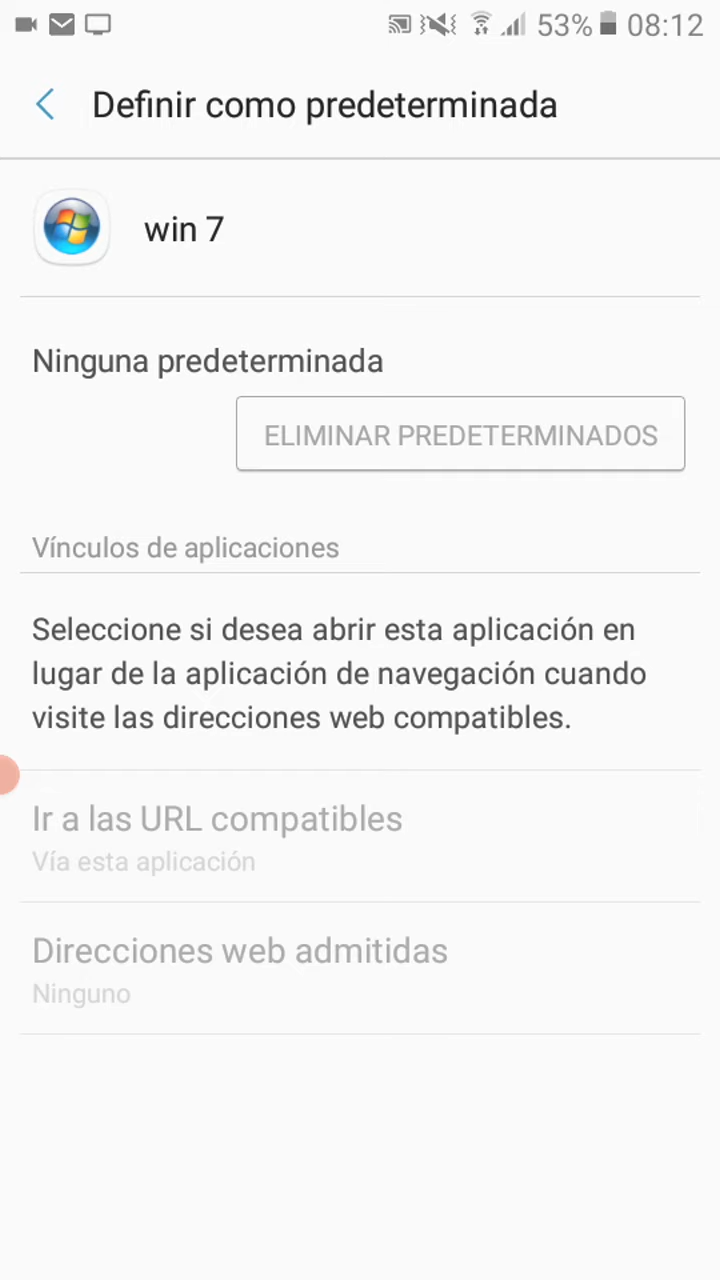 53% 08:12
Definir como predeterminada
win 7
Ninguna predeterminada
ELIMINAR PREDETERMINADOS
Vínculos de aplicaciones
Seleccione si desea abrir esta aplicación en
lugar de la aplicación de navegación cuando
visite las direcciones web compatibles.
Ir a las URL compatibles
Vía esta aplicación
Direcciones web admitidas
Ninguno